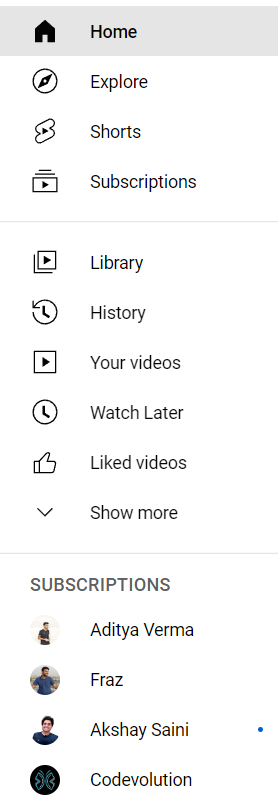 Home
Explore
Shorts
Subscriptions
Library
History
Your videos
Watch Later
Liked videos
Show more
SUBSCRIPTIONS
Aditya Verma
Fraz
Akshay Saini
Codevolution